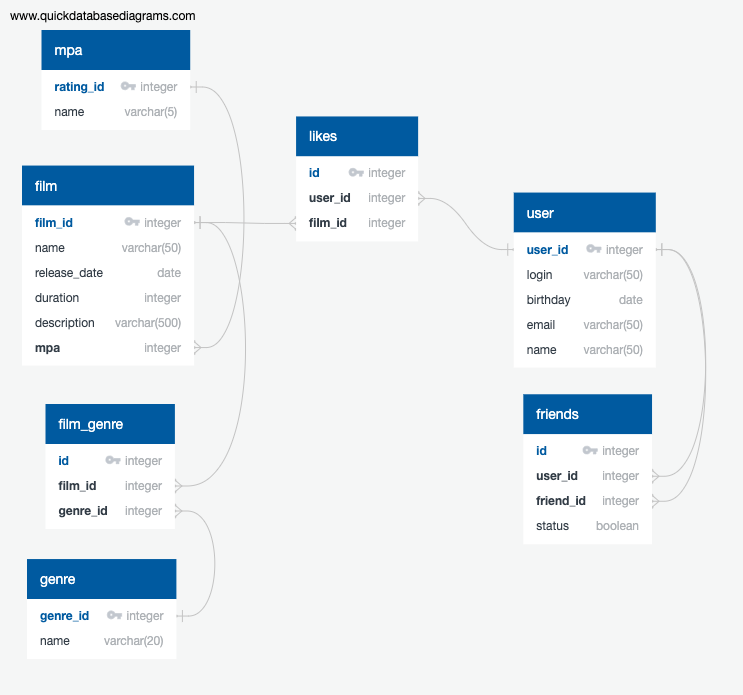 www.quickdatabasediagrams.com
mpa
rating_id integer
name varchar(5)
film
film_id integer
name varchar(50)
release_date date
duration integer
description varchar(500)
mpa integer
film_genre
id integer
film_id integer
genre_id integer
genre
genre_id integer
name varchar(20)
likes
id integer
user_id integer
film_id integer
user
user_id integer
login varchar(50)
birthday date
email varchar(50)
name varchar(50)
friends
id integer
user_id integer
friend_id integer
status boolean